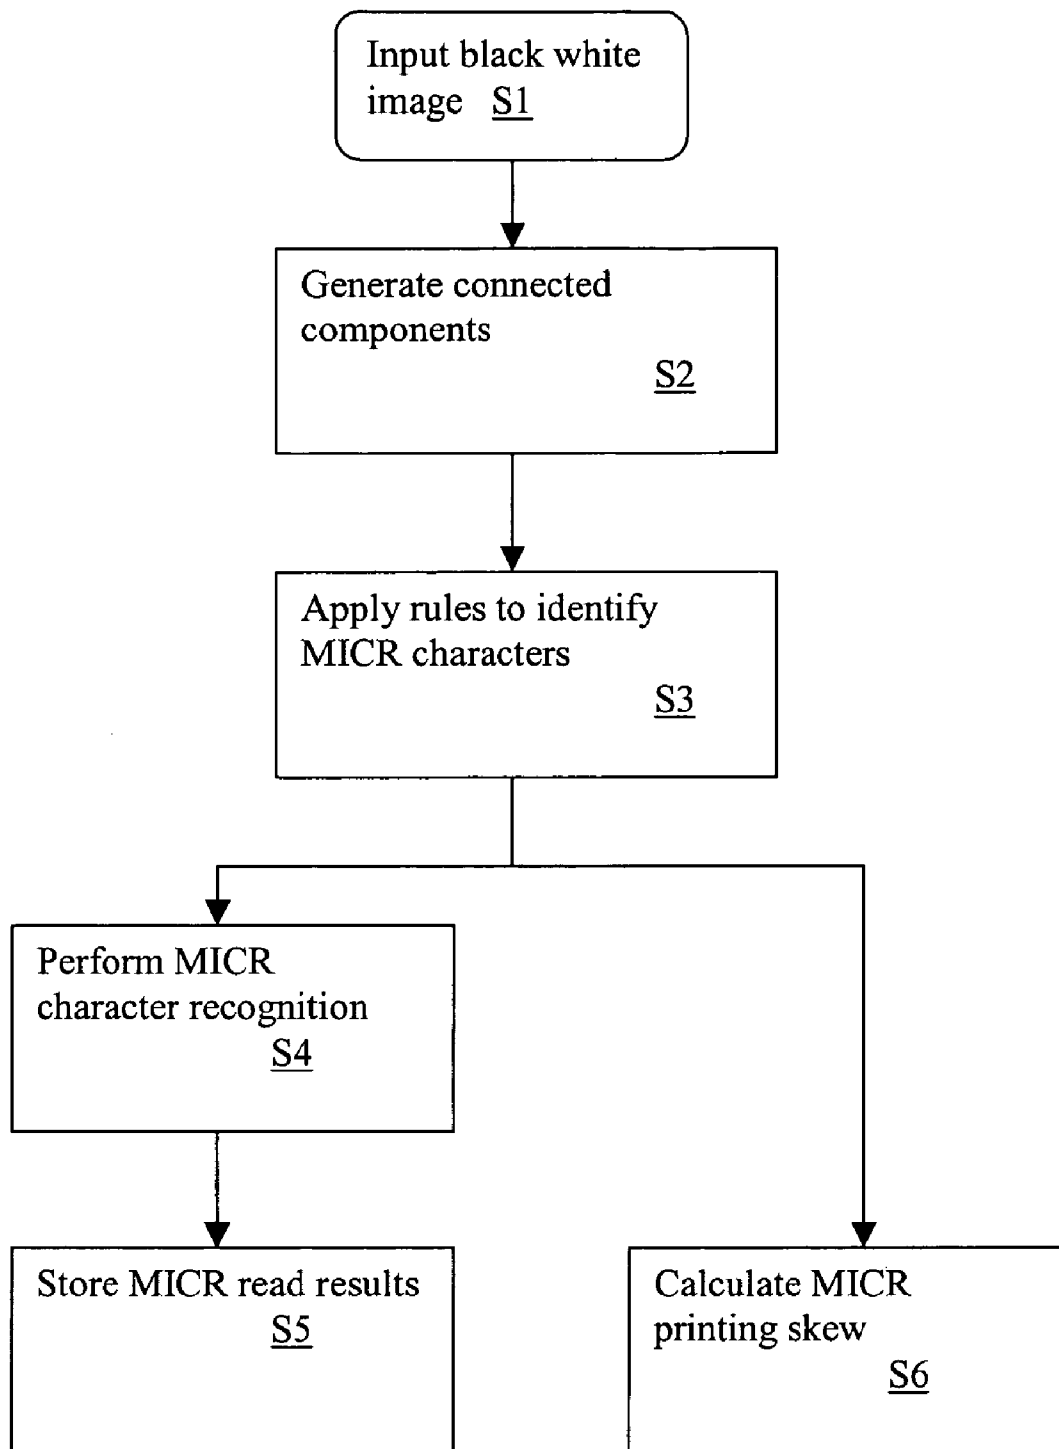 Input black white
image S1
Generate connected
components
S2
Apply rules to identify
MICR characters
S3
Perform MICR
character recognition
S4
Store MICR read results
S5
Calculate MICR
printing skew
S6